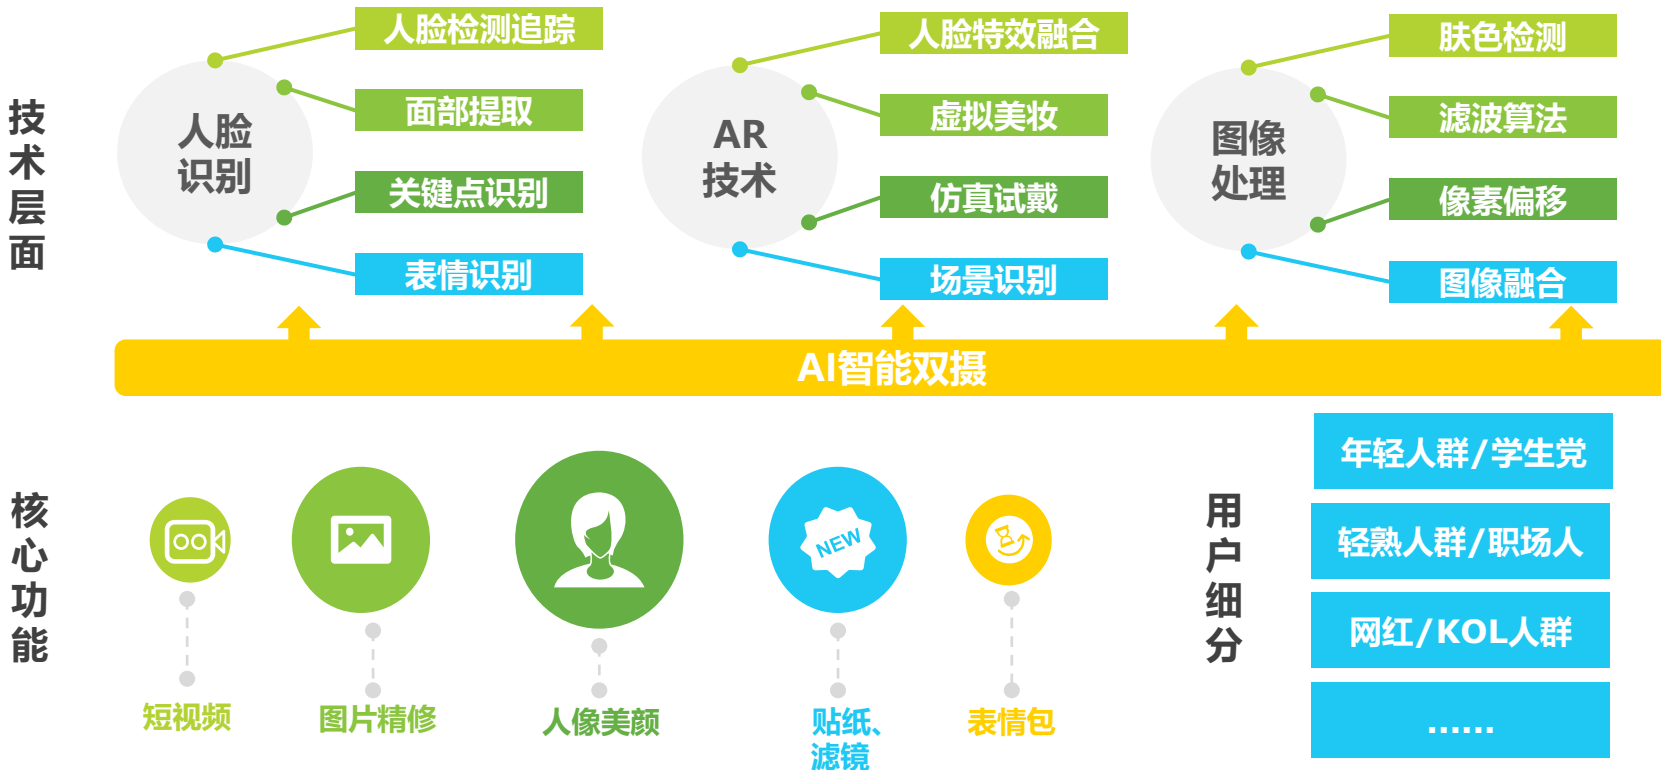 技术层面
人脸识别
人脸检测追踪
面部提取
关键点识别
表情识别
AR
技术
人脸特效融合
虚拟美妆
仿真试戴
场景识别
图像
处理
肤色检测
滤波算法
像素偏移
图像融合
AI智能双摄
核心功能
NEW
短视频
图片精修
人像美颜
贴纸、
滤镜
表情包
用户细分
年轻人群/学生党
轻熟人群/职场人
网红/KOL人群
......